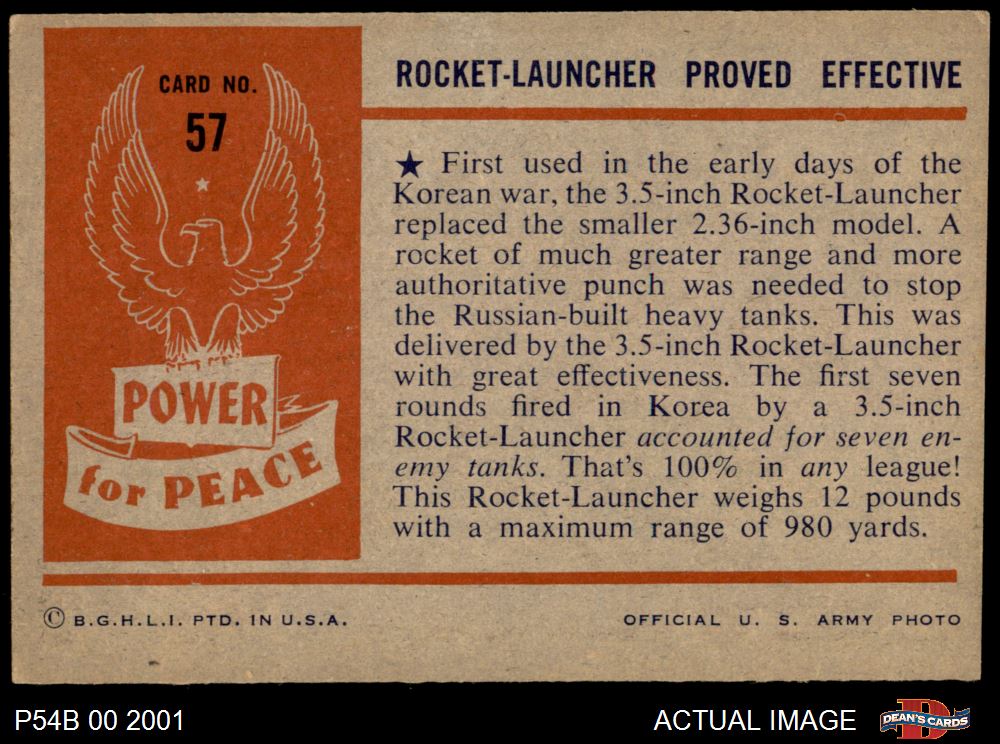 CARD NO.
57
POWER
for PEACE
ROCKET-LAUNCHER PROVED EFFECTIVE
★ First used in the early days of the
Korean war, the 3.5-inch Rocket-Launcher
replaced the smaller 2.36-inch model. A
rocket of much greater range and more
authoritative punch was needed to stop
the Russian-built heavy tanks. This was
delivered by the 3.5-inch Rocket-Launcher
with great effectiveness. The first seven
rounds fired in Korea by a 3.5-inch
Rocket-Launcher accounted for seven en-
emy tanks. That's 100% in any league!
This Rocket-Launcher weighs 12 pounds
with a maximum range of 980 yards.
© B.G.H.L.I. PTD. IN U.S.A.
OFFICIAL U. S. ARMY PHOTO
P54B 00 2001
ACTUAL IMAGE
DEAN'S CARDS